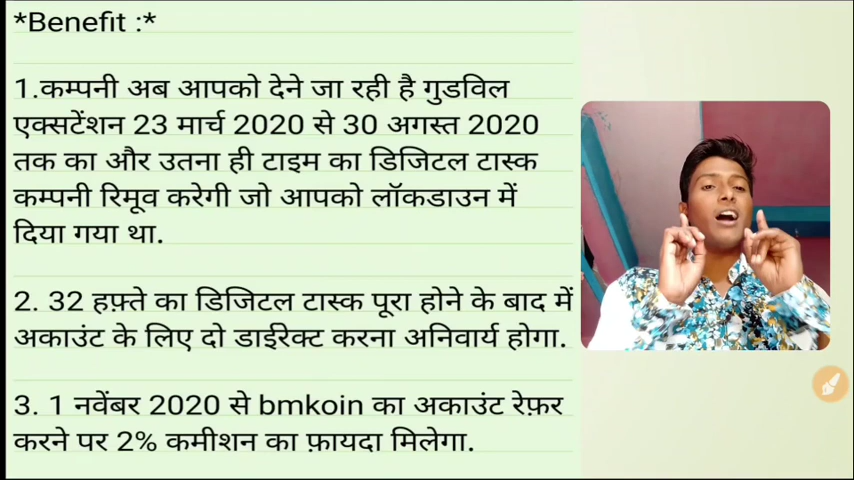 *Benefit :*
1.कम्पनी अब आपको देने जा रही है गुडविल
एक्सटेंशन 23 मार्च 2020 से 30 अगस्त 2020
तक का और उतना ही टाइम का डिजिटल टास्क
कम्पनी रिमूव करेगी जो आपको लॉकडाउन में
दिया गया था.
2. 32 हफ़्ते का डिजिटल टास्क पूरा होने के बाद में
अकाउंट के लिए दो डाईरेक्ट करना अनिवार्य होगा.
3. 1 नवेंबर 2020 से bmkoin का अकाउंट रेफ़र
करने पर 2% कमीशन का फ़ायदा मिलेगा.